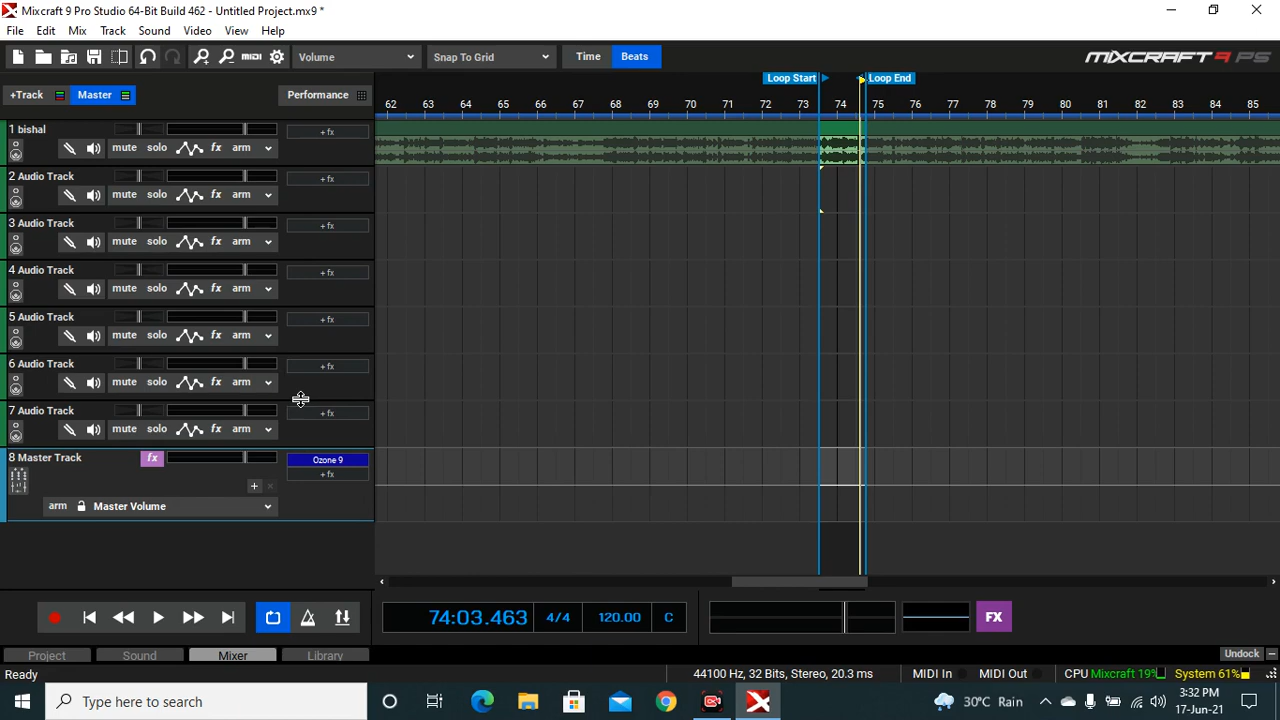 Mixcraft 9 Pro Studio 64-Bit Build 462 - Untitled Project.mx9 *
File Edit Mix Track Sound Video View Help
MIDI Volume Snap To Grid Time Beats MIXCRAFT 9 PS
Loop Start Loop End
+Track Master Performance
62 63 64 65 66 67 68 69 70 71 72 73 74 75 76 77 78 79 80 81 82 83 84 85
1 bishal
+ fx
mute solo fx arm
2 Audio Track
+ fx
mute solo fx arm
3 Audio Track
+ fx
mute solo fx arm
4 Audio Track
+ fx
mute solo fx arm
5 Audio Track
+ fx
mute solo fx arm
6 Audio Track
+ fx
mute solo fx arm
7 Audio Track
+ fx
mute solo fx arm
8 Master Track fx Ozone 9
+ fx
arm Master Volume
74:03.463 4/4 120.00 C FX
Project Sound Mixer Library Undock
Ready 44100 Hz, 32 Bits, Stereo, 20.3 ms MIDI In MIDI Out CPU Mixcraft 19% System 61%
Type here to search 30°C Rain 3:32 PM
17-Jun-21